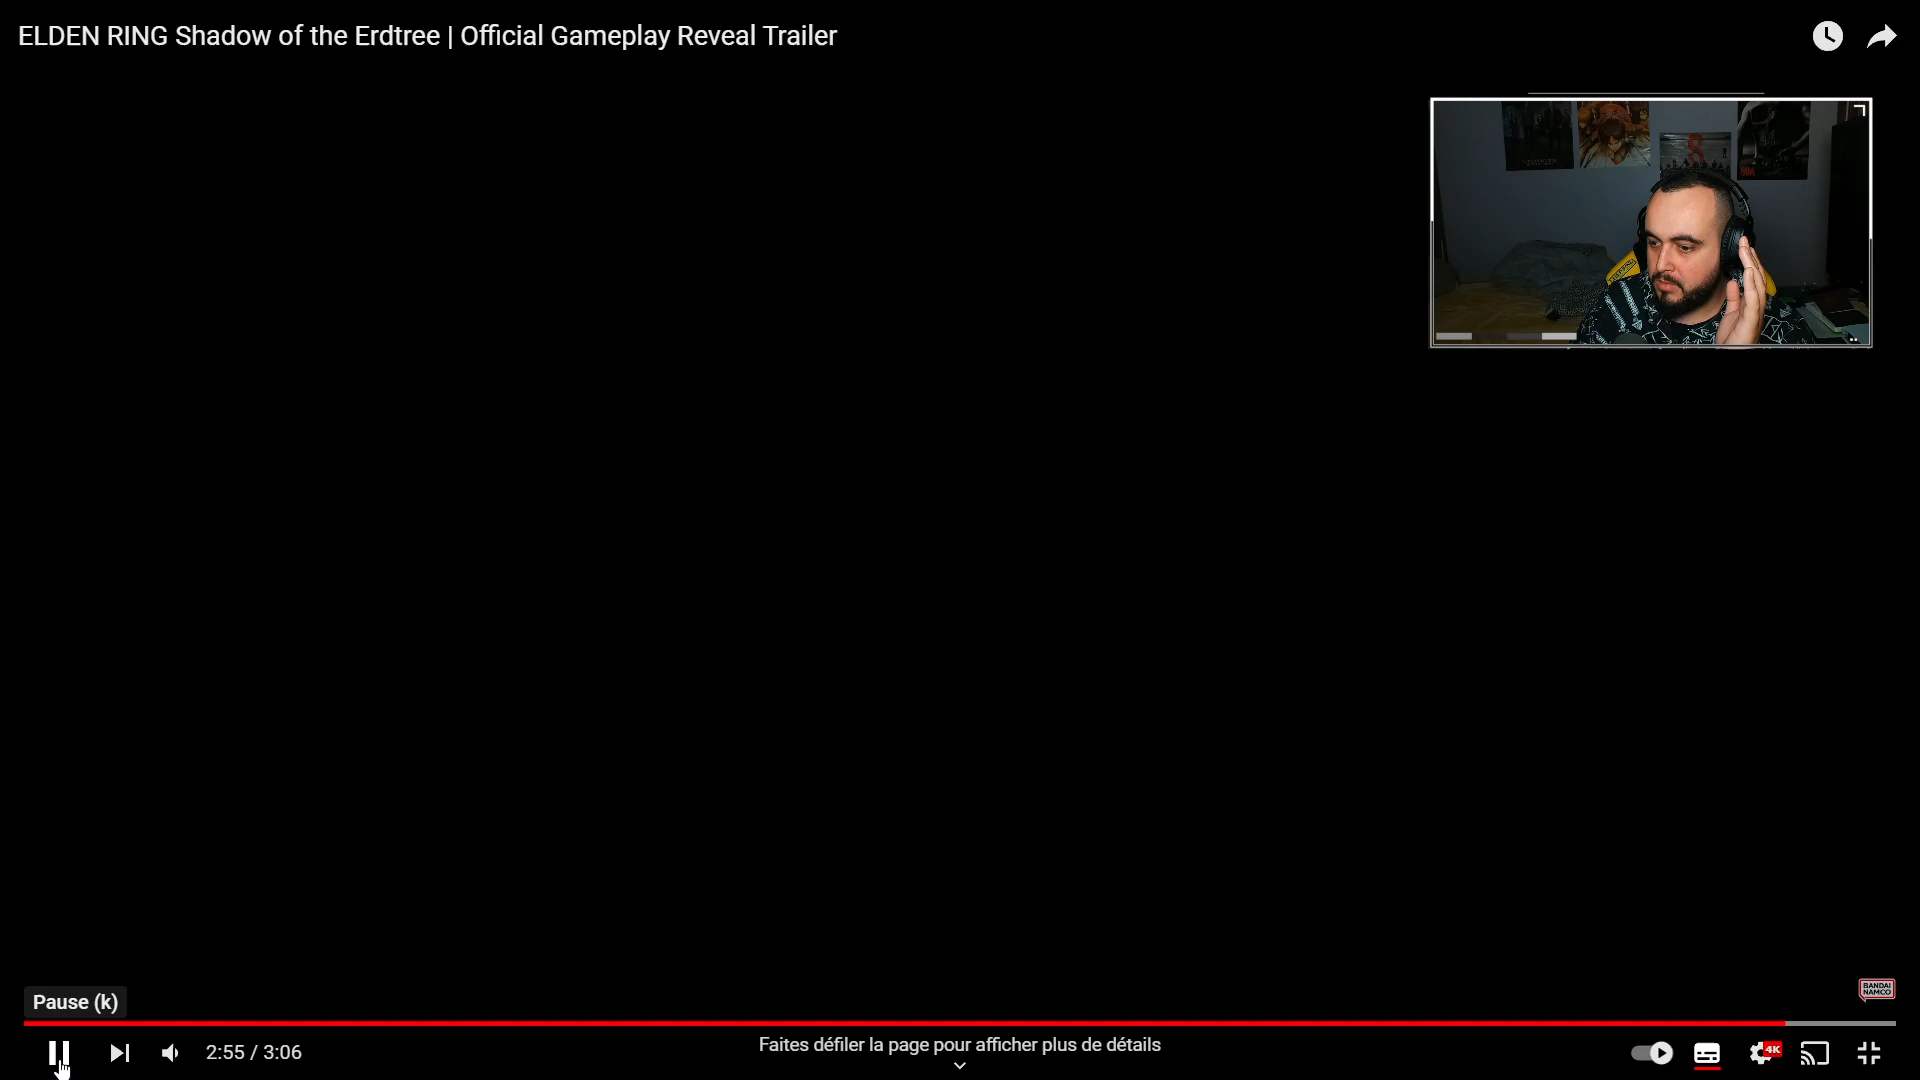 ELDEN RING Shadow of the Erdtree | Official Gameplay Reveal Trailer
8
BANDAI
NAMCO
Pause (k)
2:55 / 3:06
Faites défiler la page pour afficher plus de détails
4K